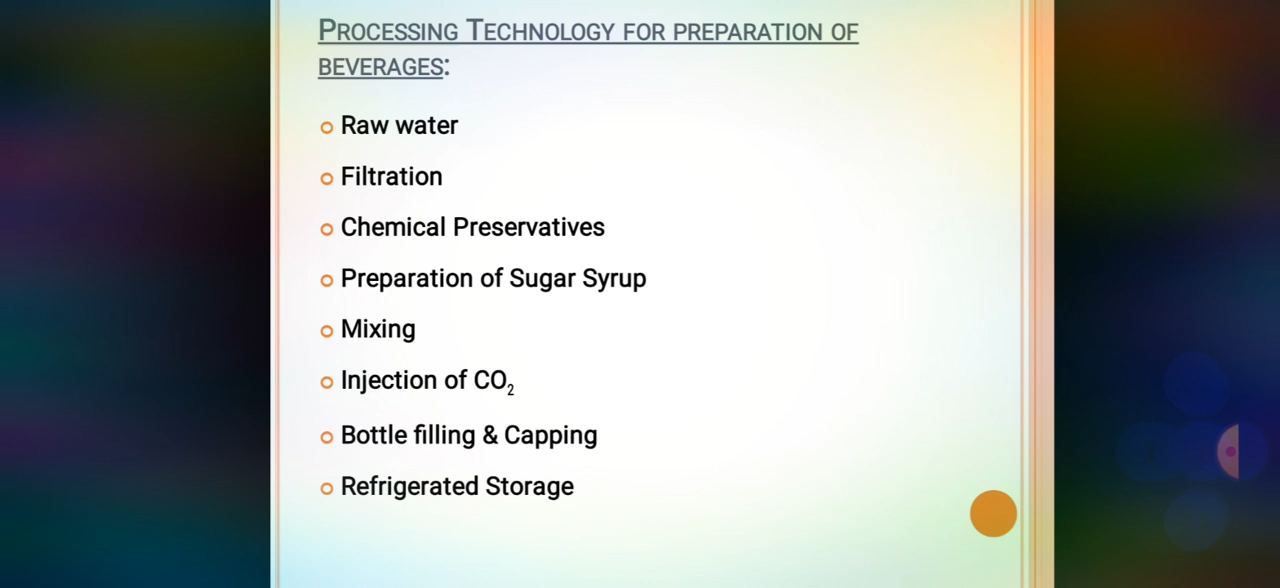 PROCESSING TECHNOLOGY FOR PREPARATION OF
BEVERAGES:
Raw water
Filtration
Chemical Preservatives
Preparation of Sugar Syrup
Mixing
Injection of CO₂
Bottle filling & Capping
Refrigerated Storage